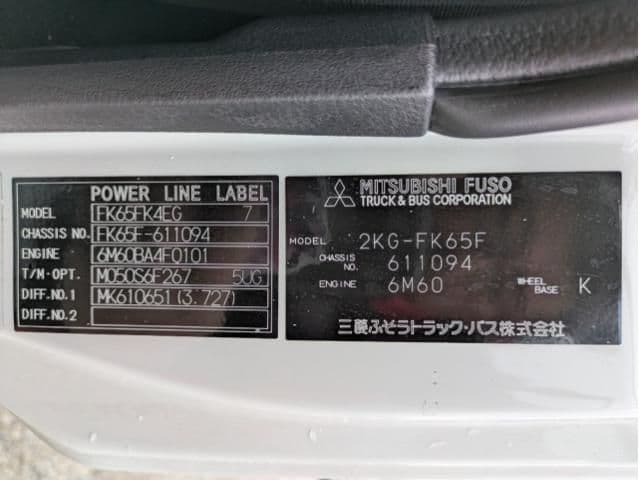 POWER LINE LABEL
MODEL FK65FK4EG 7
CHASSIS NO. FK65F-611094
ENGINE 6M60BA4F0101
T/M-OPT. M050S6F267 5UG
DIFF.NO.1 MK610651 (3.727)
DIFF.NO.2
MITSUBISHI FUSO
TRUCK & BUS CORPORATION
MODEL 2KG-FK65F
CHASSIS NO. 611094
ENGINE 6M60 WHEEL BASE K
三菱ふそうトラック・バス株式会社